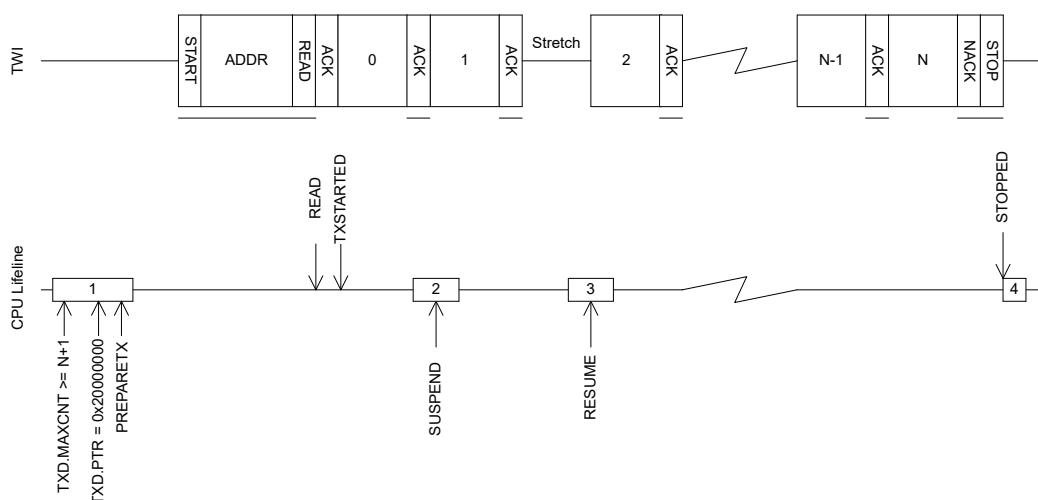 TWI
START
ADDR
READ
ACK
0
ACK
1
ACK
Stretch
2
ACK
N-1
ACK
N
NACK
STOP
CPU Lifeline
READ
TXSTARTED
STOPPED
1
2
3
4
TXD.MAXCNT >= N+1
TXD.PTR = 0x20000000
PREPARETX
SUSPEND
RESUME